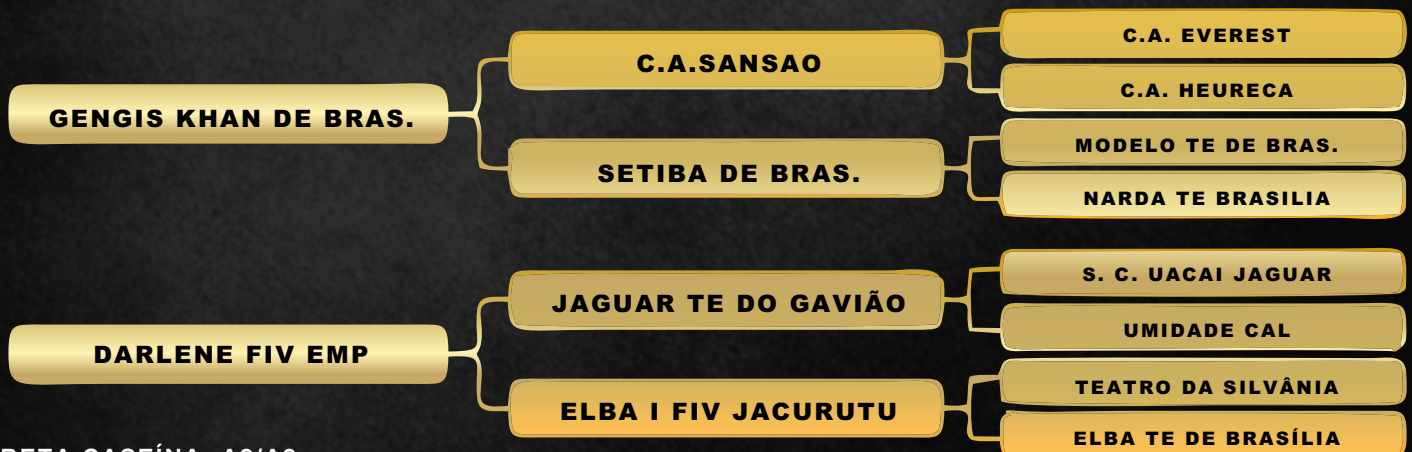 C.A. EVEREST
C.A.SANSAO
C.A. HEURECA
GENGIS KHAN DE BRAS.
MODELO TE DE BRAS.
SETIBA DE BRAS.
NARDA TE BRASILIA
S. C. UACAI JAGUAR
JAGUAR TE DO GAVIÃO
UMIDADE CAL
DARLENE FIV EMP
TEATRO DA SILVÂNIA
ELBA I FIV JACURUTU
ELBA TE DE BRASÍLIA
BETA CASEÍNA